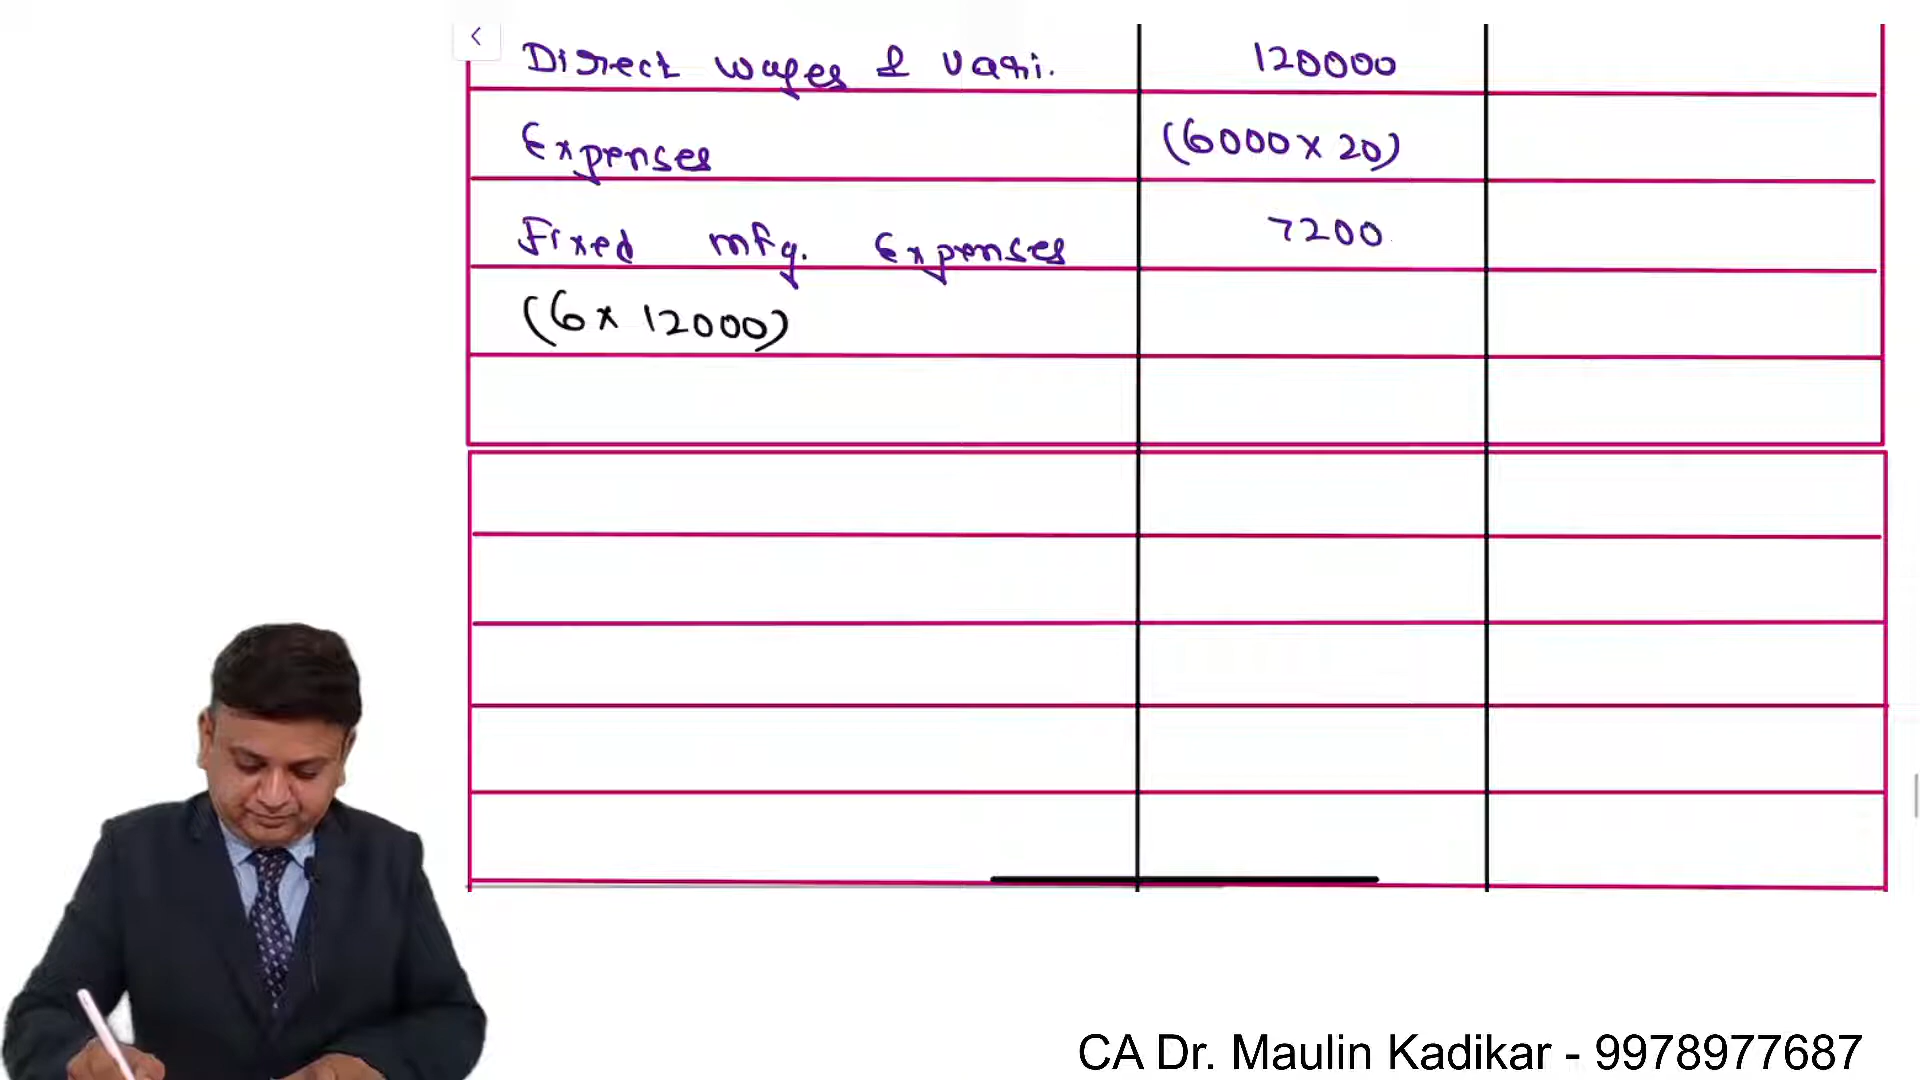 Direct wages & vari. 120000
Expenses (6000 x 20)
Fixed mfg. Expenses 7200
(6 x 12000)
CA Dr. Maulin Kadikar - 9978977687